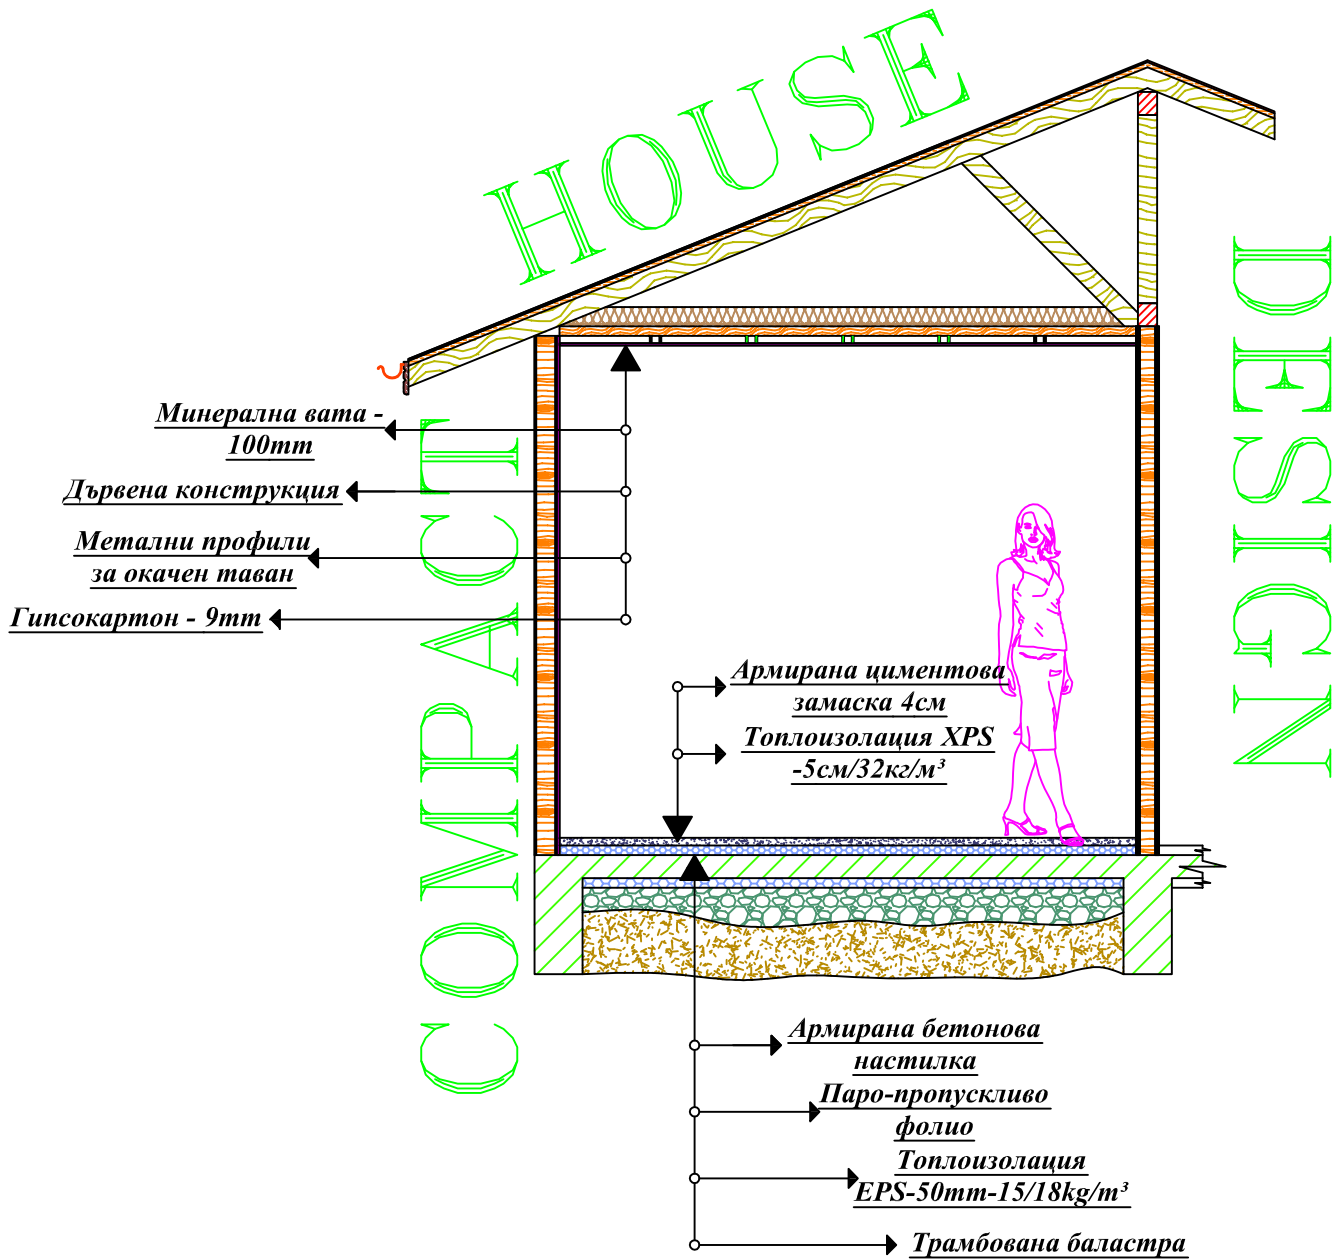 HOUSE
DESIGN
COMPACT
Минерална вата -
100mm
Дървена конструкция
Метални профили
за окачен таван
Гипсокартон - 9mm
Армирана циментова
замаска 4см
Топлоизолация XPS
-5см/32кг/м³
Армирана бетонова
настилка
Паро-пропускливо
фолио
Топлоизолация
EPS-50mm-15/18kg/m³
Трамбована баластра